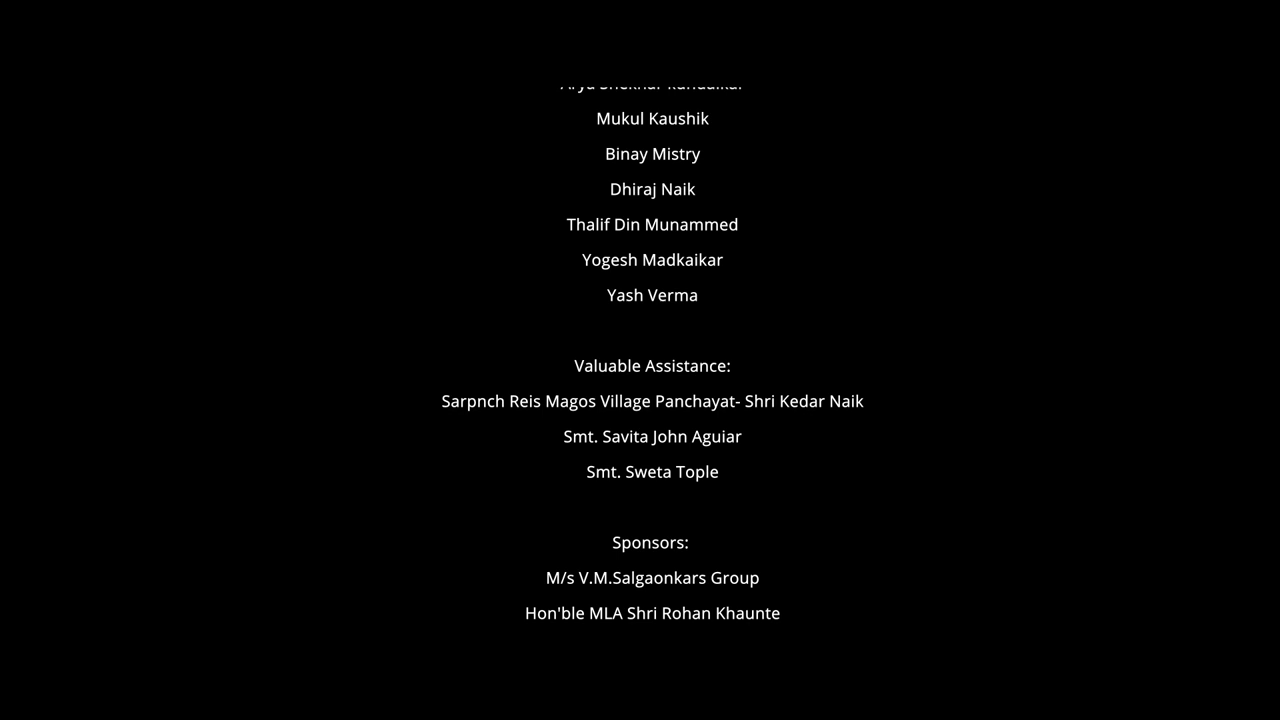 Mukul Kaushik
Binay Mistry
Dhiraj Naik
Thalif Din Munammed
Yogesh Madkaikar
Yash Verma
Valuable Assistance:
Sarpnch Reis Magos Village Panchayat- Shri Kedar Naik
Smt. Savita John Aguiar
Smt. Sweta Tople
Sponsors:
M/s V.M.Salgaonkars Group
Hon'ble MLA Shri Rohan Khaunte